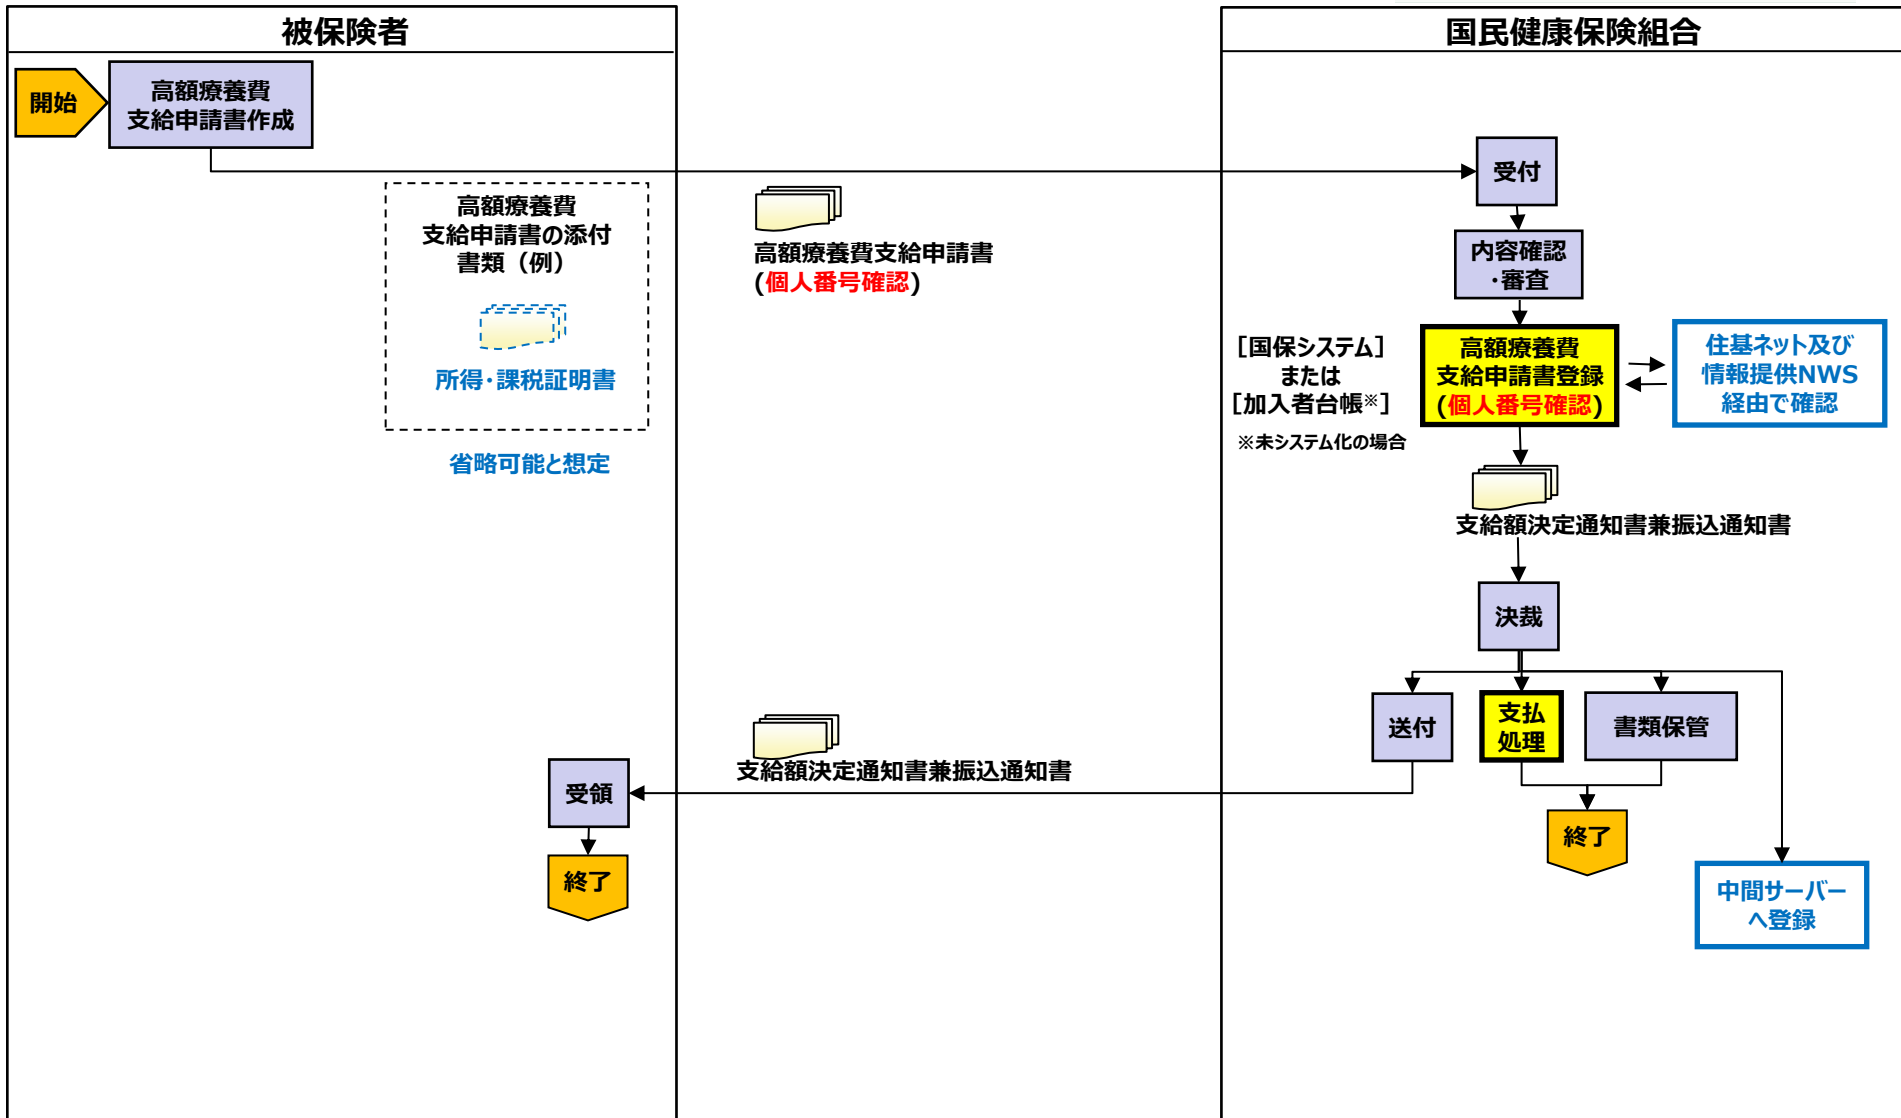 被保険者
国民健康保険組合
開始
高額療養費
支給申請書作成
受付
高額療養費
支給申請書の添付
書類（例）
所得・課税証明書
省略可能と想定
高額療養費支給申請書
(個人番号確認)
内容確認
・審査
［国保システム］
または
［加入者台帳※］
※未システム化の場合
高額療養費
支給申請書登録
(個人番号確認)
住基ネット及び
情報提供NWS
経由で確認
支給額決定通知書兼振込通知書
決裁
送付
支払
処理
書類保管
支給額決定通知書兼振込通知書
受領
終了
終了
中間サーバー
へ登録